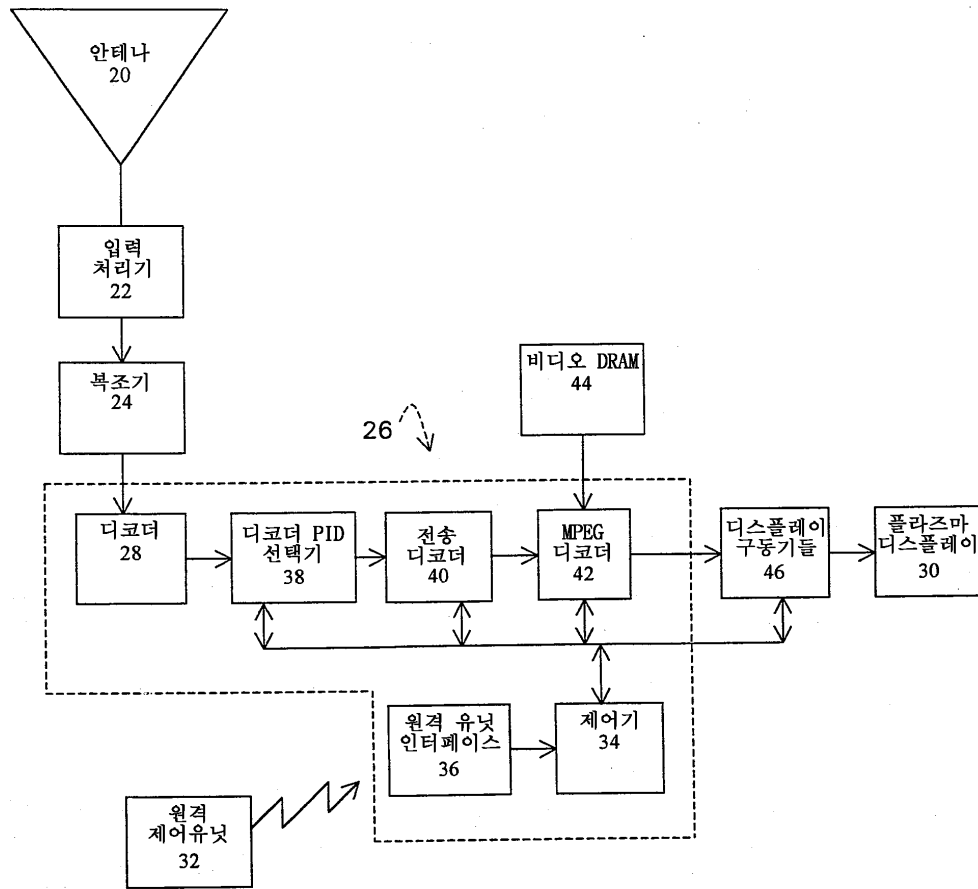 안테나
20
입력
처리기
22
복조기
24
비디오 DRAM
44
26
디코더
28
디코더 PID
선택기
38
전송
디코더
40
MPEG
디코더
42
디스플레이
구동기들
46
플라즈마
디스플레이
30
원격 유닛
인터페이스
36
제어기
34
원격
제어유닛
32